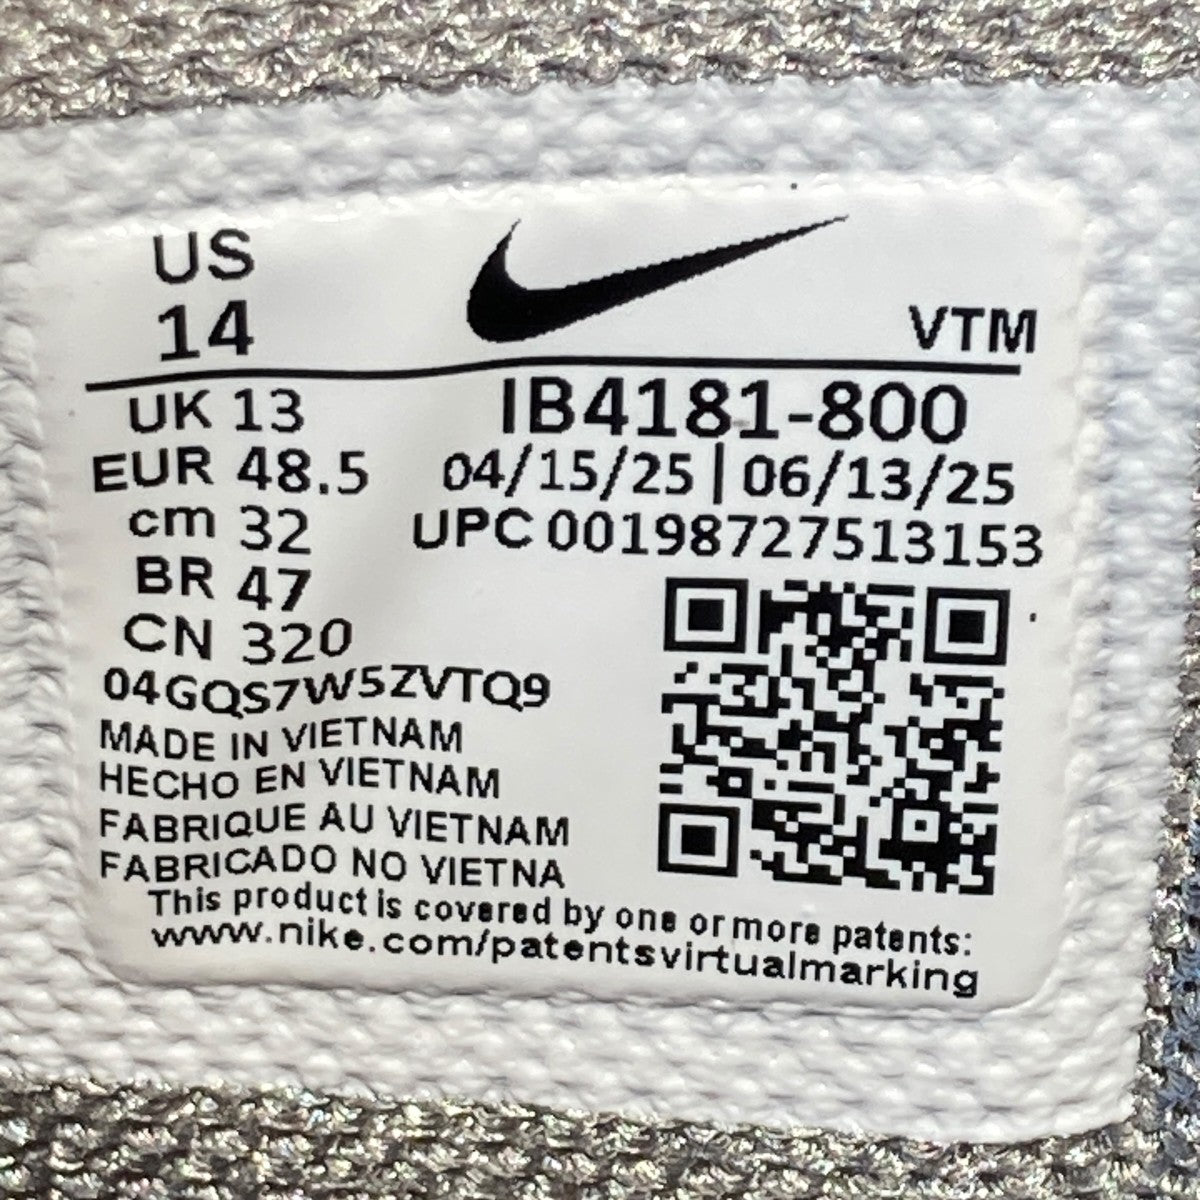 US
14
VTM
UK 13
IB4181-800
EUR 48.5
04/15/25 | 06/13/25
cm 32
UPC 00198727513153
BR 47
CN 320
04GQS7W5ZVTQ9
MADE IN VIETNAM
HECHO EN VIETNAM
FABRIQUE AU VIETNAM
FABRICADO NO VIETNA
This product is covered by one or more patents:
www.nike.com/patentsvirtualmarking